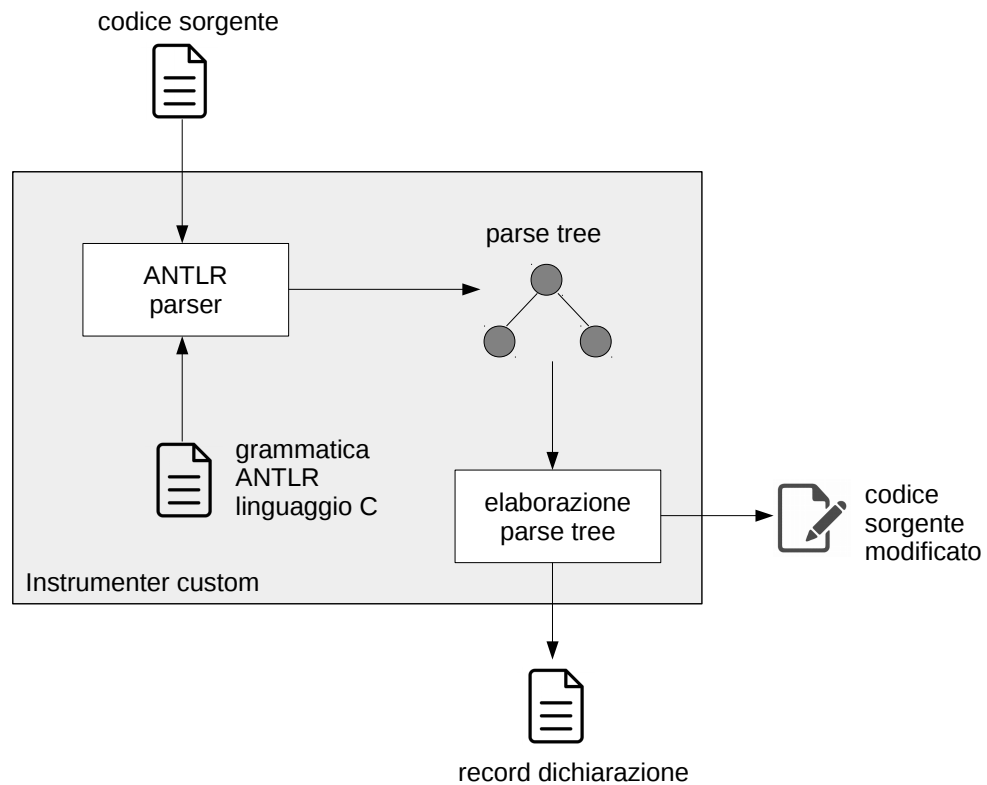 codice sorgente
parse tree
ANTLR
parser
grammatica
ANTLR
linguaggio C
elaborazione
parse tree
codice
sorgente
modificato
Instrumenter custom
record dichiarazione